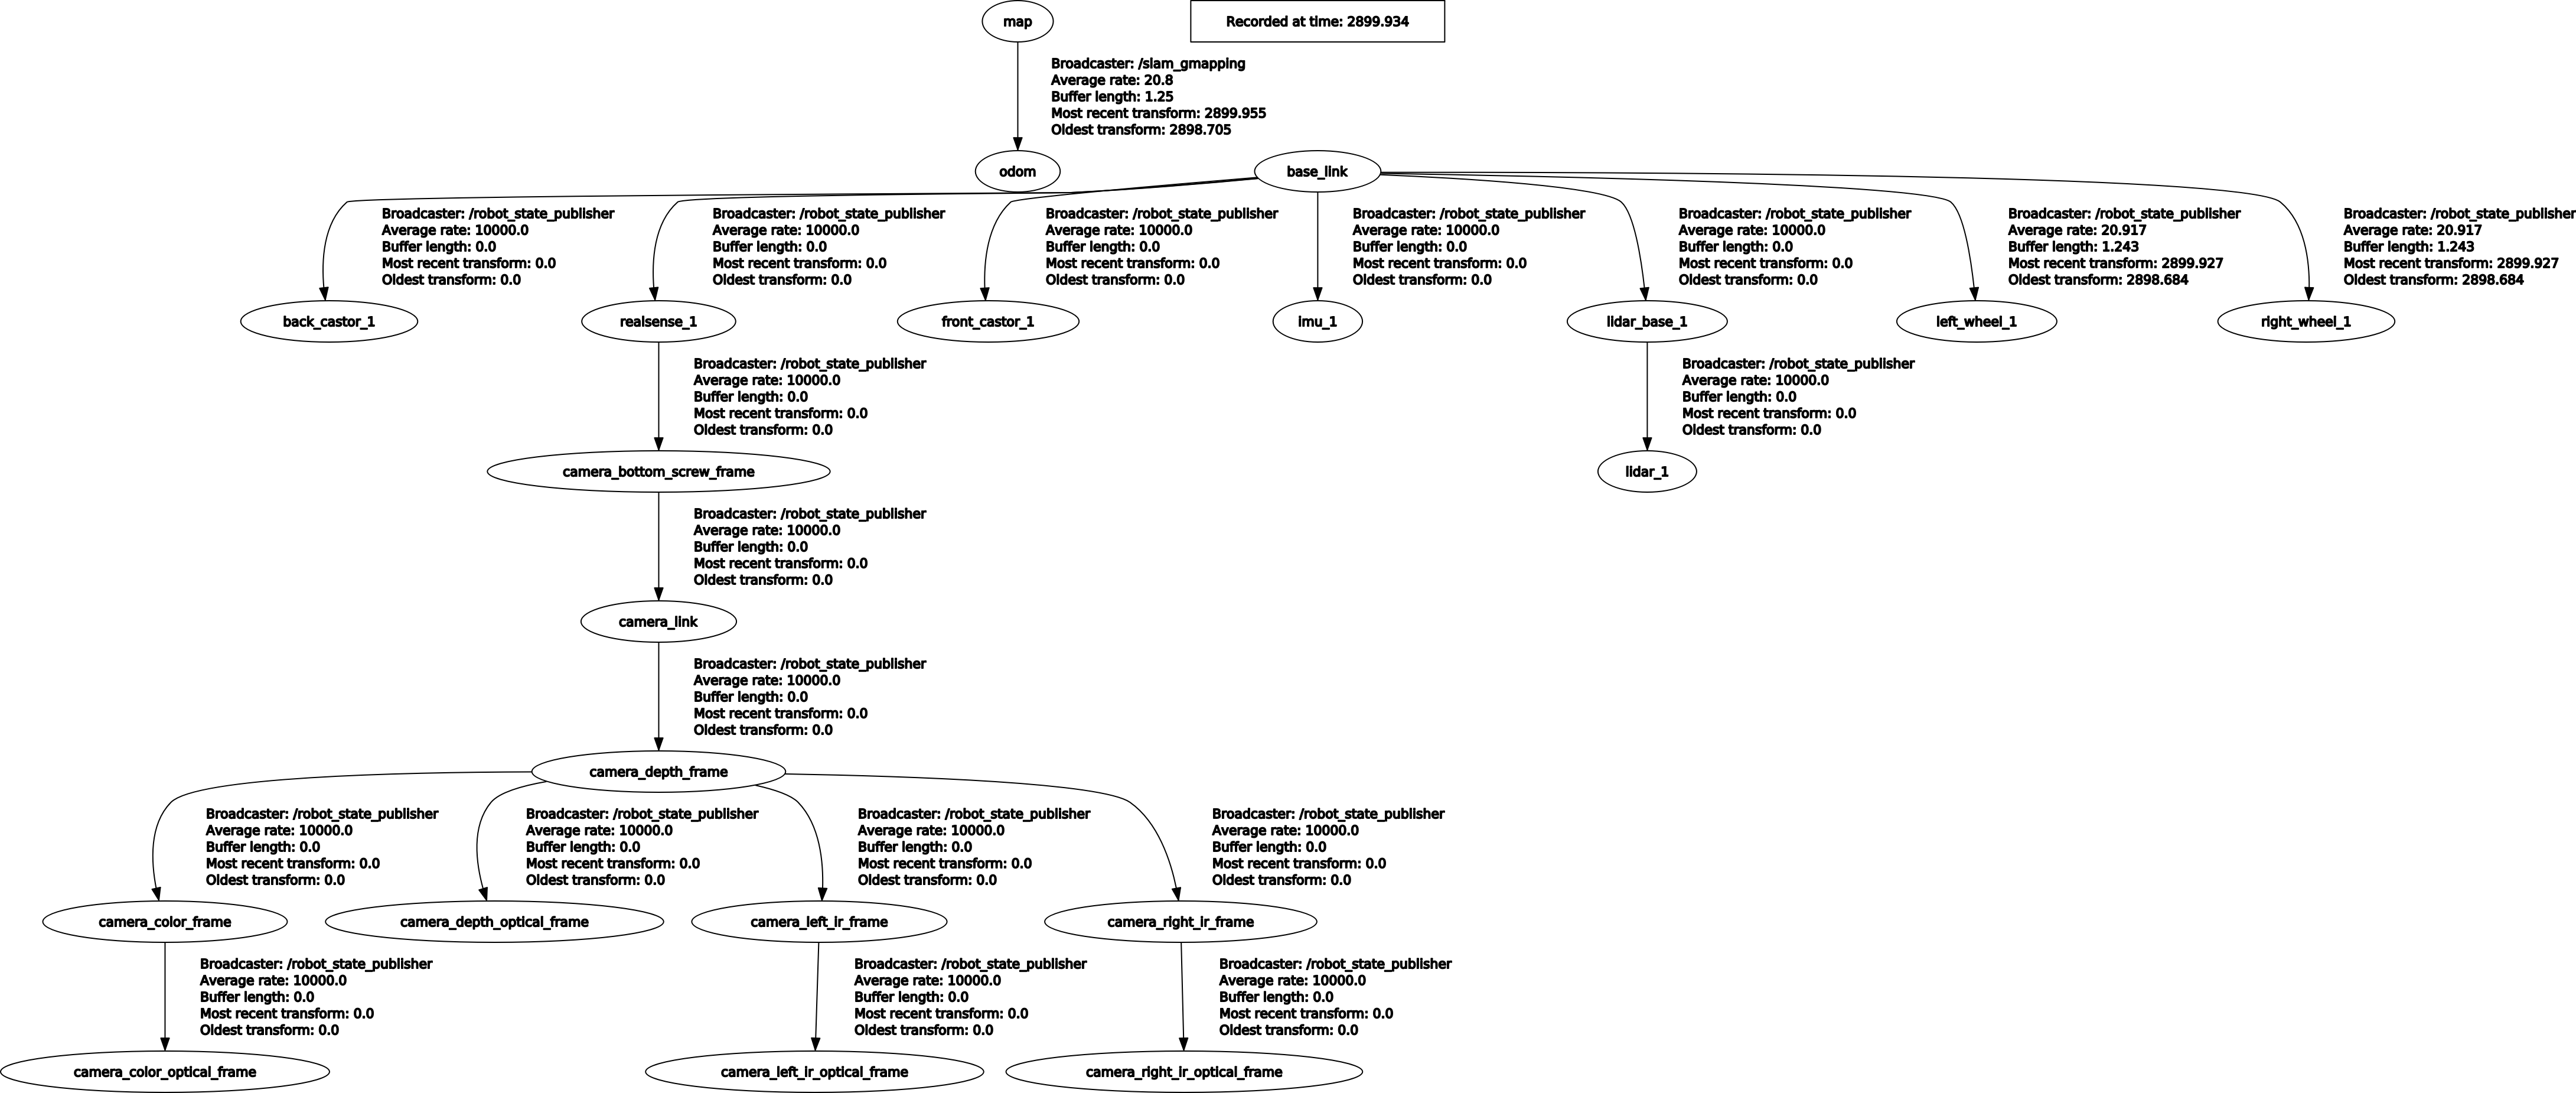 map
Recorded at time: 2899.934
Broadcaster: /slam_gmapping
Average rate: 20.8
Buffer length: 1.25
Most recent transform: 2899.955
Oldest transform: 2898.705
odom
base_link
Broadcaster: /robot_state_publisher
Average rate: 10000.0
Buffer length: 0.0
Most recent transform: 0.0
Oldest transform: 0.0
Broadcaster: /robot_state_publisher
Average rate: 10000.0
Buffer length: 0.0
Most recent transform: 0.0
Oldest transform: 0.0
Broadcaster: /robot_state_publisher
Average rate: 10000.0
Buffer length: 0.0
Most recent transform: 0.0
Oldest transform: 0.0
Broadcaster: /robot_state_publisher
Average rate: 10000.0
Buffer length: 0.0
Most recent transform: 0.0
Oldest transform: 0.0
Broadcaster: /robot_state_publisher
Average rate: 10000.0
Buffer length: 0.0
Most recent transform: 0.0
Oldest transform: 0.0
Broadcaster: /robot_state_publisher
Average rate: 20.917
Buffer length: 1.243
Most recent transform: 2899.927
Oldest transform: 2898.684
Broadcaster: /robot_state_publisher
Average rate: 20.917
Buffer length: 1.243
Most recent transform: 2899.927
Oldest transform: 2898.684
back_castor_1
realsense_1
front_castor_1
imu_1
lidar_base_1
left_wheel_1
right_wheel_1
Broadcaster: /robot_state_publisher
Average rate: 10000.0
Buffer length: 0.0
Most recent transform: 0.0
Oldest transform: 0.0
Broadcaster: /robot_state_publisher
Average rate: 10000.0
Buffer length: 0.0
Most recent transform: 0.0
Oldest transform: 0.0
camera_bottom_screw_frame
lidar_1
Broadcaster: /robot_state_publisher
Average rate: 10000.0
Buffer length: 0.0
Most recent transform: 0.0
Oldest transform: 0.0
camera_link
Broadcaster: /robot_state_publisher
Average rate: 10000.0
Buffer length: 0.0
Most recent transform: 0.0
Oldest transform: 0.0
camera_depth_frame
Broadcaster: /robot_state_publisher
Average rate: 10000.0
Buffer length: 0.0
Most recent transform: 0.0
Oldest transform: 0.0
Broadcaster: /robot_state_publisher
Average rate: 10000.0
Buffer length: 0.0
Most recent transform: 0.0
Oldest transform: 0.0
Broadcaster: /robot_state_publisher
Average rate: 10000.0
Buffer length: 0.0
Most recent transform: 0.0
Oldest transform: 0.0
Broadcaster: /robot_state_publisher
Average rate: 10000.0
Buffer length: 0.0
Most recent transform: 0.0
Oldest transform: 0.0
camera_color_frame
camera_depth_optical_frame
camera_left_ir_frame
camera_right_ir_frame
Broadcaster: /robot_state_publisher
Average rate: 10000.0
Buffer length: 0.0
Most recent transform: 0.0
Oldest transform: 0.0
Broadcaster: /robot_state_publisher
Average rate: 10000.0
Buffer length: 0.0
Most recent transform: 0.0
Oldest transform: 0.0
Broadcaster: /robot_state_publisher
Average rate: 10000.0
Buffer length: 0.0
Most recent transform: 0.0
Oldest transform: 0.0
camera_color_optical_frame
camera_left_ir_optical_frame
camera_right_ir_optical_frame